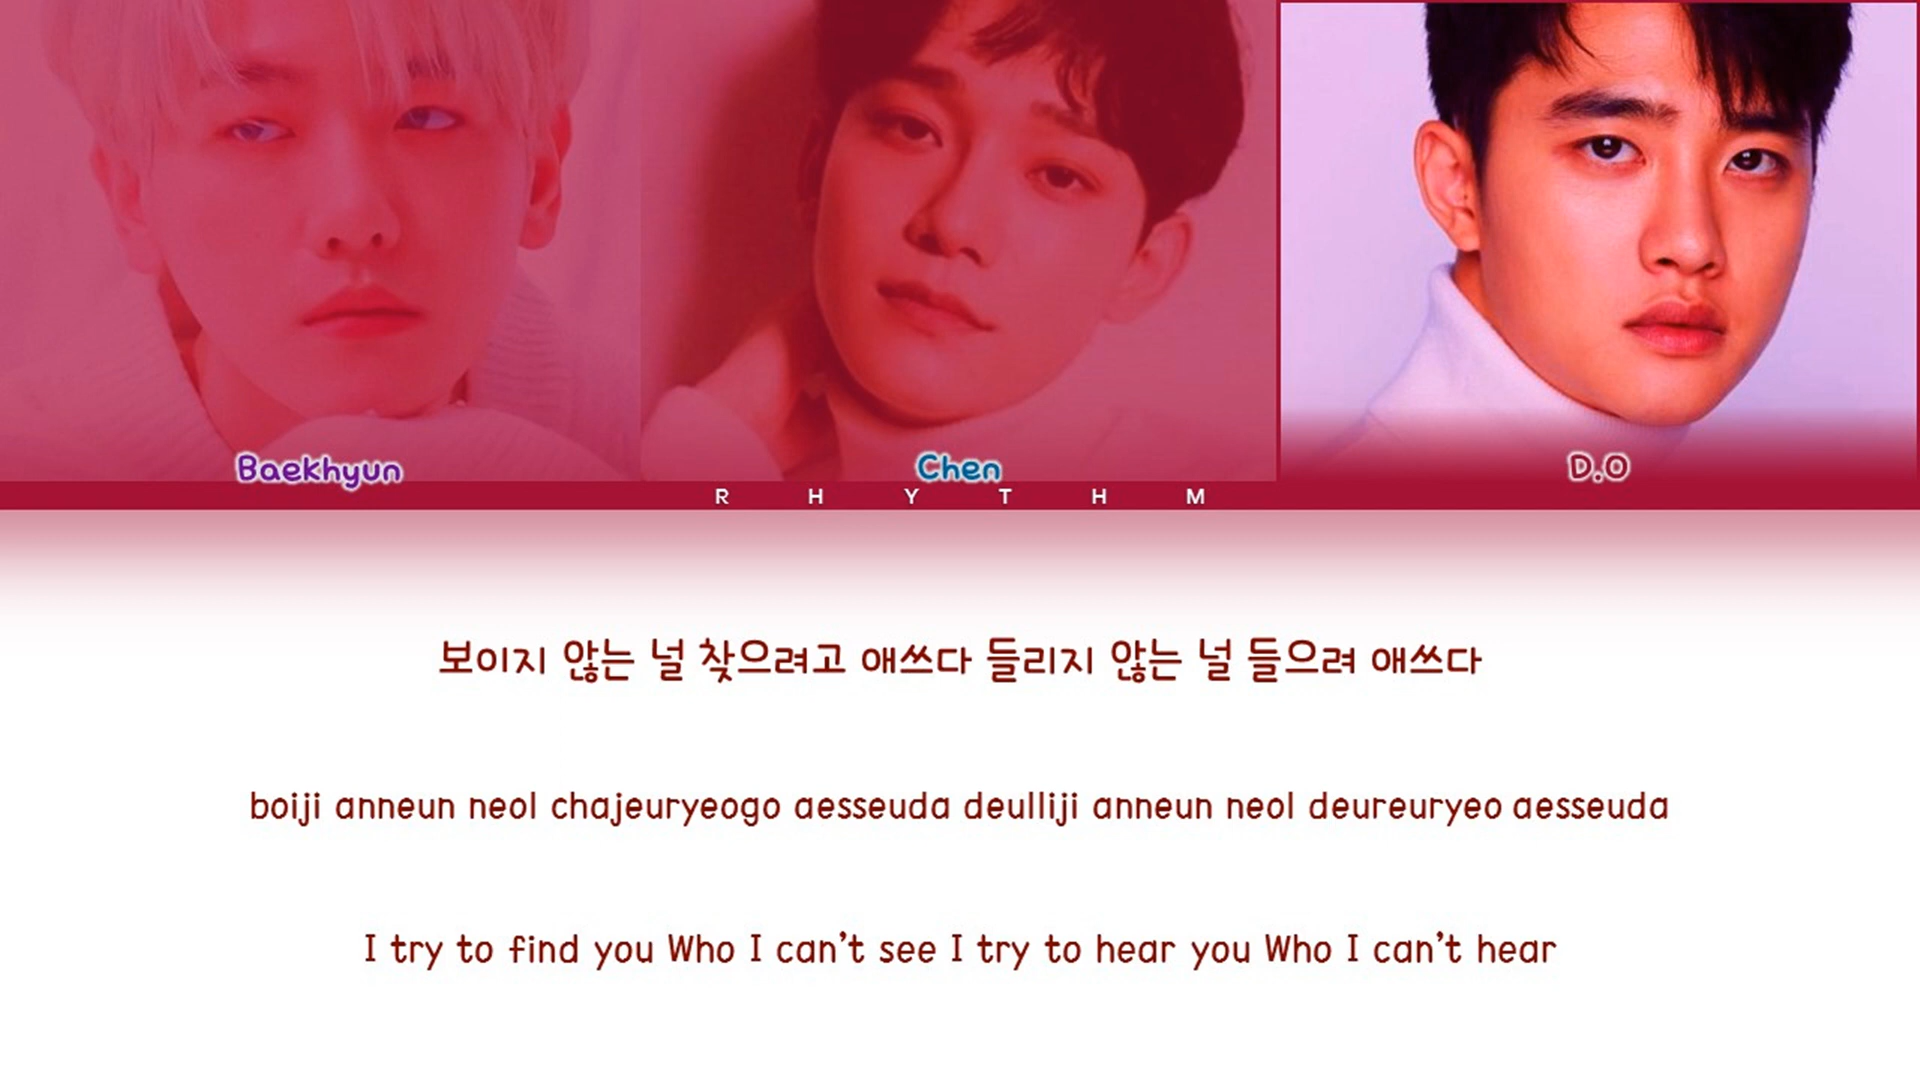 Baekhyun
Chen
D.O
R H Y T H M
보이지 않는 널 찾으려고 애쓰다 들리지 않는 널 들으려 애쓰다
boiji anneun neol chajeuryeogo aesseuda deulliji anneun neol deureuryeo aesseuda
I try to find you Who I can't see I try to hear you Who I can't hear